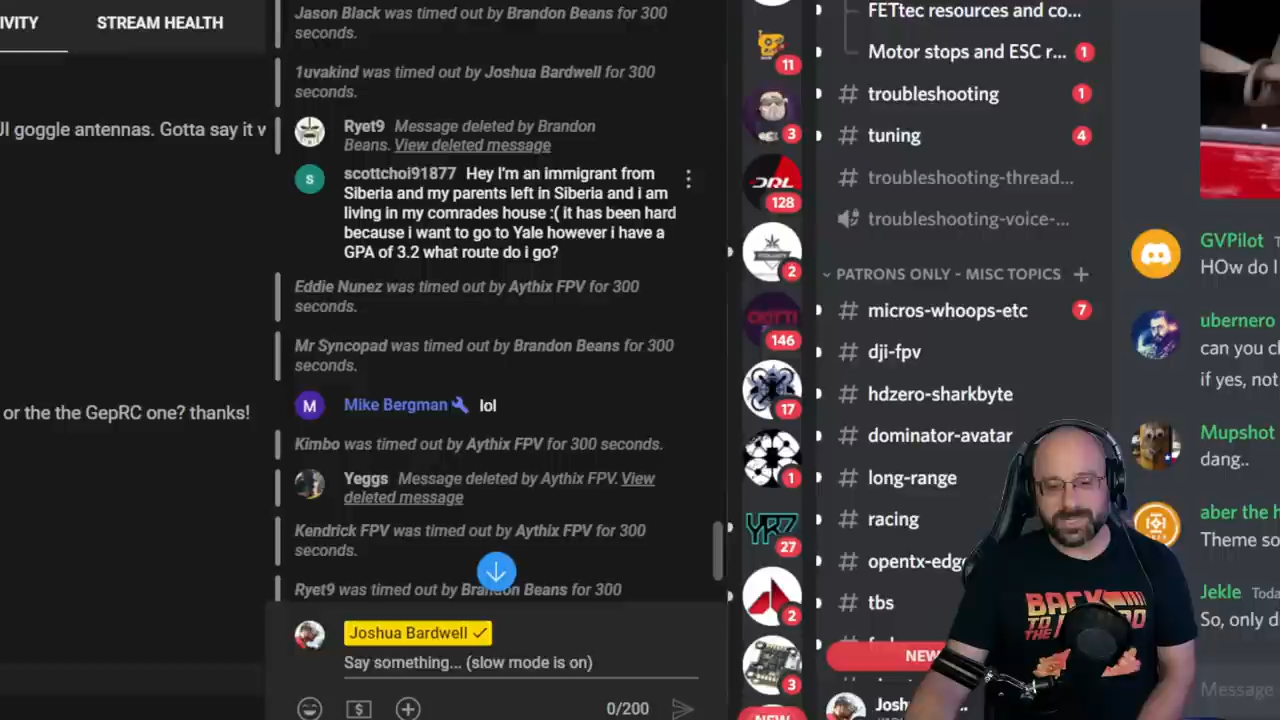 IVITY
STREAM HEALTH
JI goggle antennas. Gotta say it w
or the the GepRC one? thanks!
Jason Black was timed out by Brandon Beans for 300
seconds.
1uvakind was timed out by Joshua Bardwell for 300
seconds.
Ryet9 Message deleted by Brandon
Beans. View deleted message
S
scottchoi91877 Hey I'm an immigrant from
Siberia and my parents left in Siberia and i am
living in my comrades house :( it has been hard
because i want to go to Yale however i have a
GPA of 3.2 what route do i go?
Eddie Nunez was timed out by Aythix FPV for 300
seconds.
Mr Syncopad was timed out by Brandon Beans for 300
seconds.
M
Mike Bergman lol
Kimbo was timed out by Aythix FPV for 300 seconds.
Yeggs Message deleted by Aythix FPV. View
deleted message
Kendrick FPV was timed out by Aythix FPV for 300
seconds.
Ryet9 was timed out by Brandon Beans for 300
Joshua Bardwell
Say something... (slow mode is on)
0/200
11
3
DRL
128
2
146
17
1
27
2
3
NEW
FETtec resources and co...
Motor stops and ESC r... 1
# troubleshooting 1
# tuning 4
# troubleshooting-thread...
troubleshooting-voice-...
PATRONS ONLY - MISC TOPICS +
# micros-whoops-etc 7
# dji-fpv
# hdzero-sharkbyte
# dominator-avatar
# long-range
# racing
# opentx-edge
# tbs
NEW
Josh
BACK
TO THE
GVPilot
HOw do I
ubernero
can you cl
if yes, not
Mupshot
dang..
aber the h
Theme so
Jekle Toda
So, only d
Message